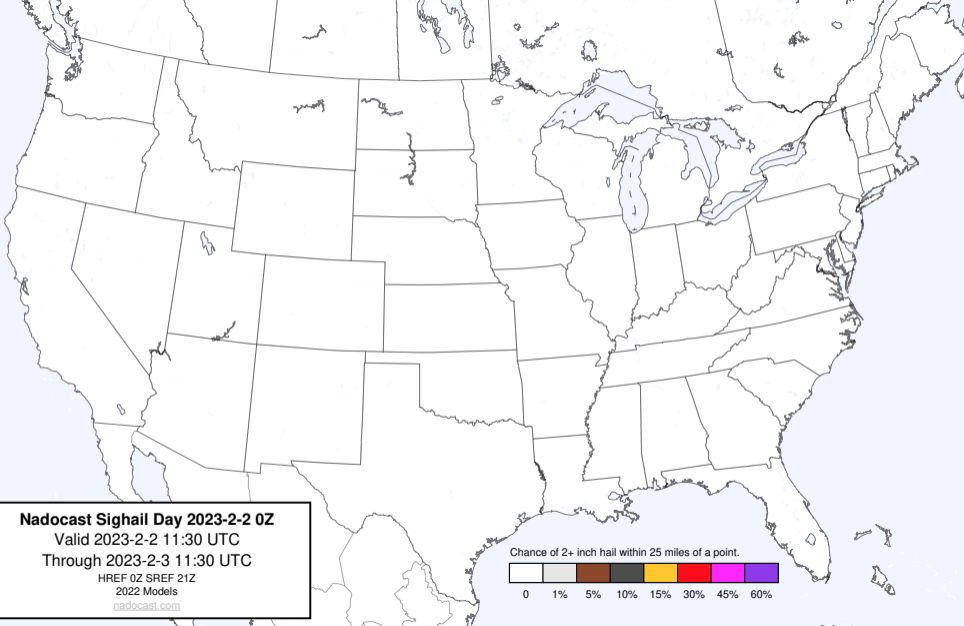 Nadocast Sighail Day 2023-2-2 0Z
Valid 2023-2-2 11:30 UTC
Through 2023-2-3 11:30 UTC
HREF 0Z SREF 21Z
2022 Models
nadocast.com
Chance of 2+ inch hail within 25 miles of a point.
0 1% 5% 10% 15% 30% 45% 60%